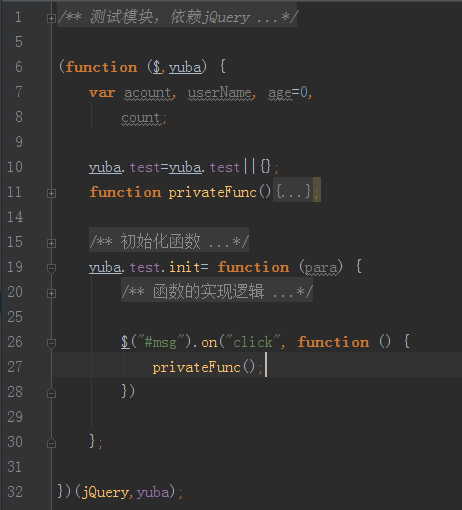 1 /** 测试模块，依赖jQuery ...*/
5
6 (function ($,yuba) {
7 var acount, userName, age=0,
8 count;
9
10 yuba.test=yuba.test||{};
11 function privateFunc(){...};
14
15 /** 初始化函数 ...*/
19 yuba.test.init= function (para) {
20 /** 函数的实现逻辑 ...*/
25
26 $("#msg").on("click", function () {
27 privateFunc();
28 })
29
30 };
31
32 })(jQuery,yuba);